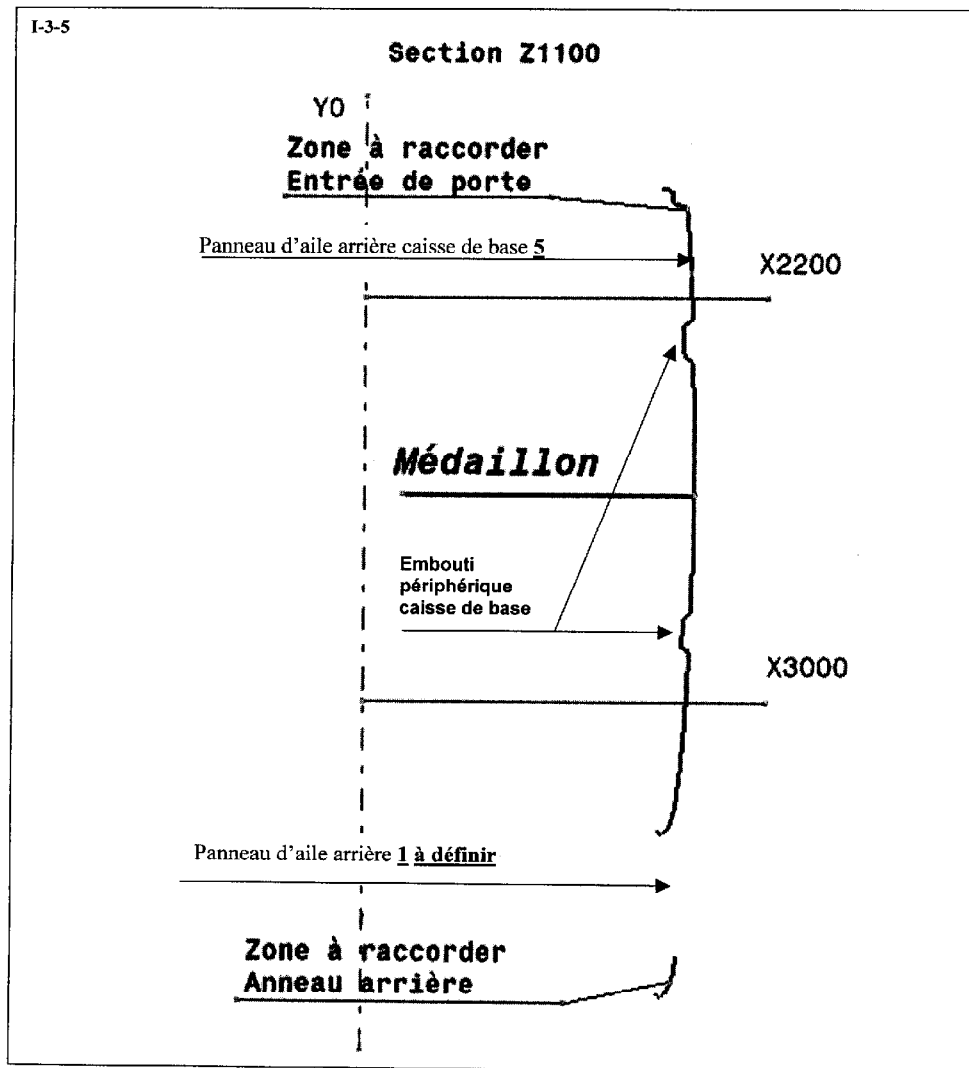 I-3-5
Section Z1100
Y0
Zone à raccorder
Entrée de porte
Panneau d'aile arrière caisse de base 5
X2200
Médaillon
Embouti
périphérique
caisse de base
X3000
Panneau d'aile arrière 1 à définir
Zone à raccorder
Anneau arrière